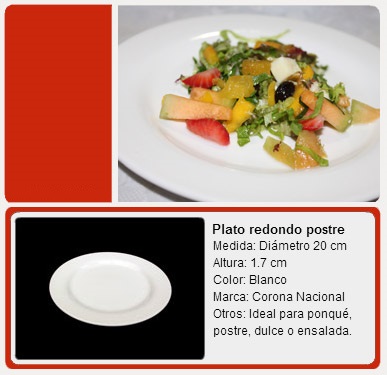 Plato redondo postre
Medida: Diámetro 20 cm
Altura: 1.7 cm
Color: Blanco
Marca: Corona Nacional
Otros: Ideal para ponqué,
postre, dulce o ensalada.